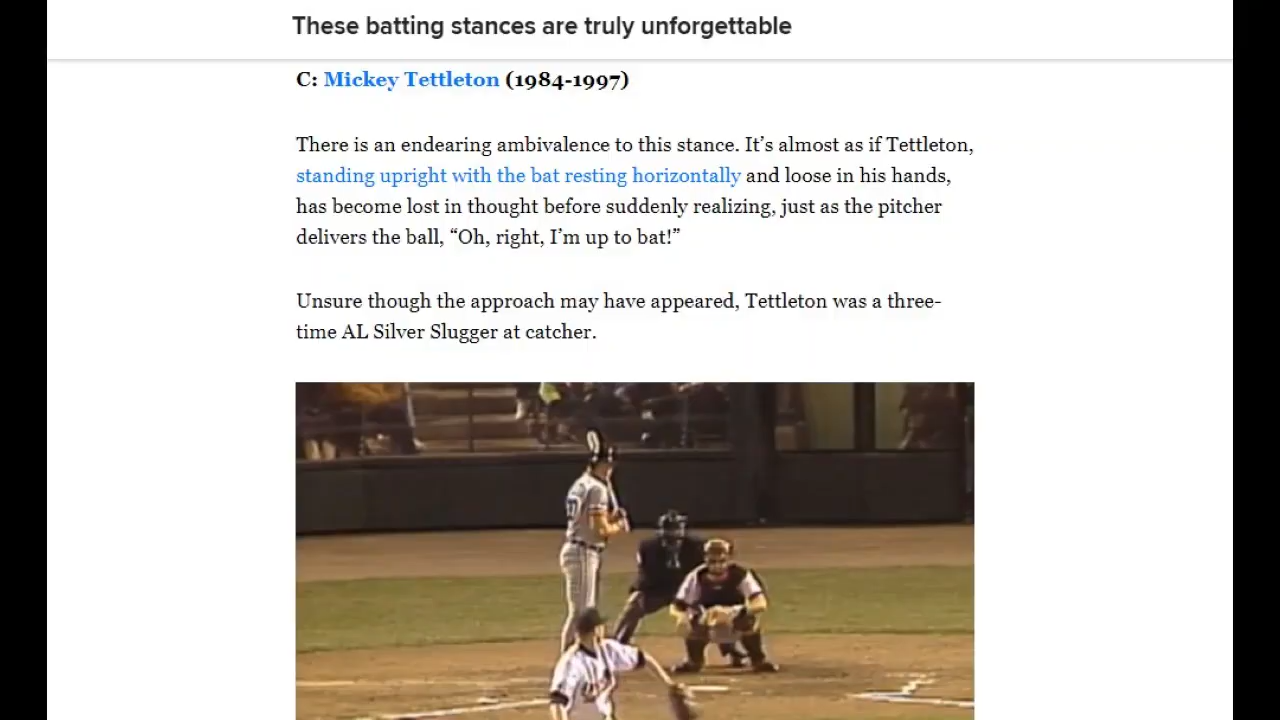 These batting stances are truly unforgettable
C: Mickey Tettleton (1984-1997)
There is an endearing ambivalence to this stance. It’s almost as if Tettleton,
standing upright with the bat resting horizontally and loose in his hands,
has become lost in thought before suddenly realizing, just as the pitcher
delivers the ball, “Oh, right, I’m up to bat!”
Unsure though the approach may have appeared, Tettleton was a three-
time AL Silver Slugger at catcher.